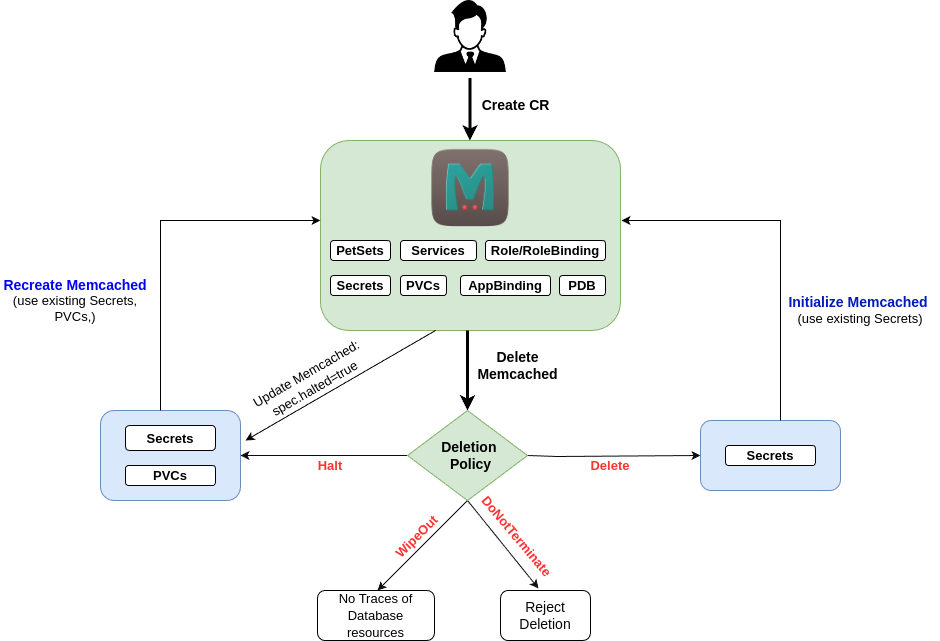 Create CR
PetSets
Services
Role/RoleBinding
Secrets
PVCs
AppBinding
PDB
Recreate Memcached
(use existing Secrets,
PVCs,)
Initialize Memcached
(use existing Secrets)
Update Memcached:
spec.halted=true
Delete
Memcached
Secrets
PVCs
Halt
Deletion
Policy
Delete
Secrets
WipeOut
DoNotTerminate
No Traces of
Database
resources
Reject
Deletion